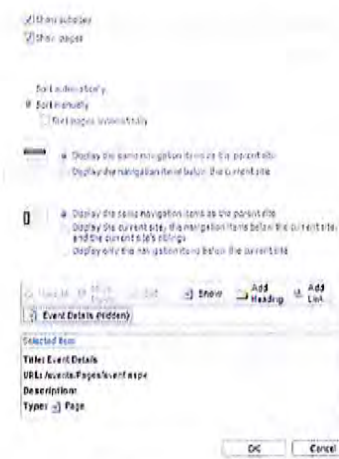 Show subsites
Show pages
Sort automatically
Sort manually
Sort pages automatically
Display the same navigation items as the parent site
Display the navigation items below the current site
Display the same navigation items as the parent site
Display the current site, the navigation items below the current site, and the current site's siblings
Display only the navigation items below the current site
Show Add Heading Add Link
Event Details (Hidden)
Selected Item
Title: Event Details
URL: /events/Pages/event.aspx
Description:
Type: Page
OK Cancel